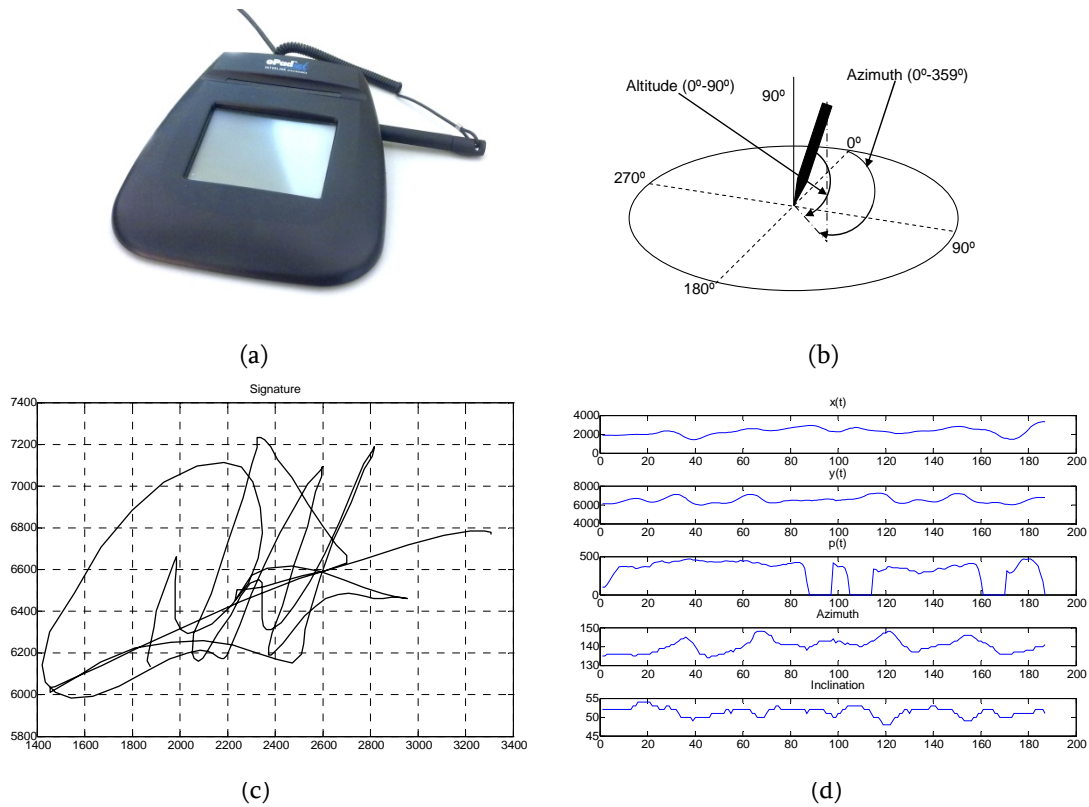 ePad
INTERLINK
(a)
Altitude (0º-90º)
Azimuth (0º-359º)
90º
0º
270º
90º
180º
(b)
Signature
7400
7200
7000
6800
6600
6400
6200
6000
5800
1400 1600 1800 2000 2200 2400 2600 2800 3000 3200 3400
(c)
x(t)
4000
2000
0
0 20 40 60 80 100 120 140 160 180 200
y(t)
8000
6000
4000
0 20 40 60 80 100 120 140 160 180 200
p(t)
500
0
0 20 40 60 80 100 120 140 160 180 200
Azimuth
150
140
130
0 20 40 60 80 100 120 140 160 180 200
Inclination
55
50
45
0 20 40 60 80 100 120 140 160 180 200
(d)